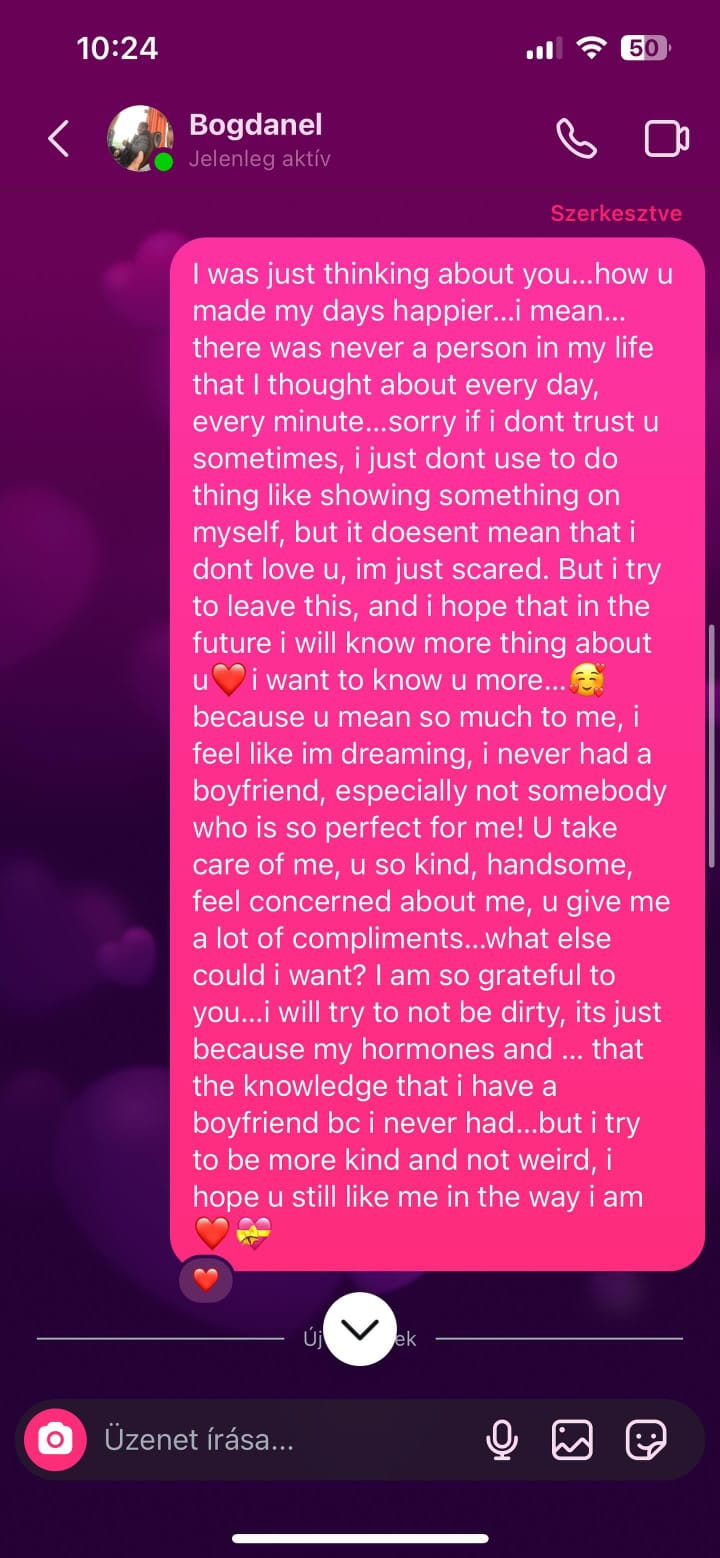 10:24
50
Bogdanel
Jelenleg aktív
Szerkesztve
I was just thinking about you...how u
made my days happier...i mean...
there was never a person in my life
that I thought about every day,
every minute...sorry if i dont trust u
sometimes, i just dont use to do
thing like showing something on
myself, but it doesent mean that i
dont love u, im just scared. But i try
to leave this, and i hope that in the
future i will know more thing about
u❤️i want to know u more...🥰
because u mean so much to me, i
feel like im dreaming, i never had a
boyfriend, especially not somebody
who is so perfect for me! U take
care of me, u so kind, handsome,
feel concerned about me, u give me
a lot of compliments...what else
could i want? I am so grateful to
you...i will try to not be dirty, its just
because my hormones and ... that
the knowledge that i have a
boyfriend bc i never had...but i try
to be more kind and not weird, i
hope u still like me in the way i am
❤️💝
❤️
Üzenet írása...